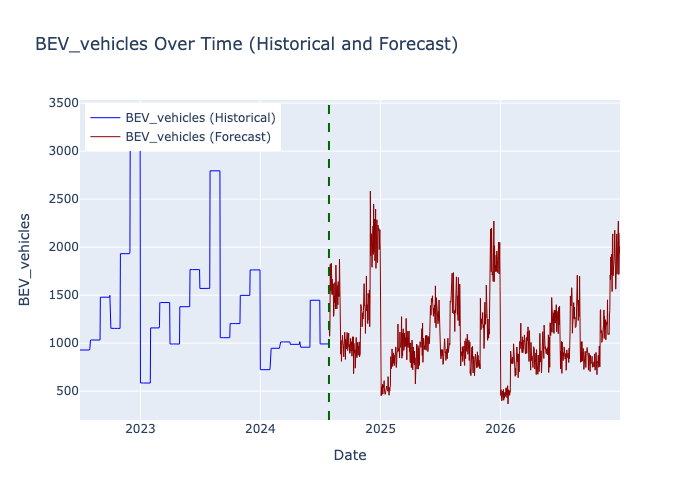 BEV_vehicles Over Time (Historical and Forecast)
3500
3000
2500
2000
1500
1000
500
BEV_vehicles
BEV_vehicles (Historical)
BEV_vehicles (Forecast)
2023
2024
2025
2026
Date